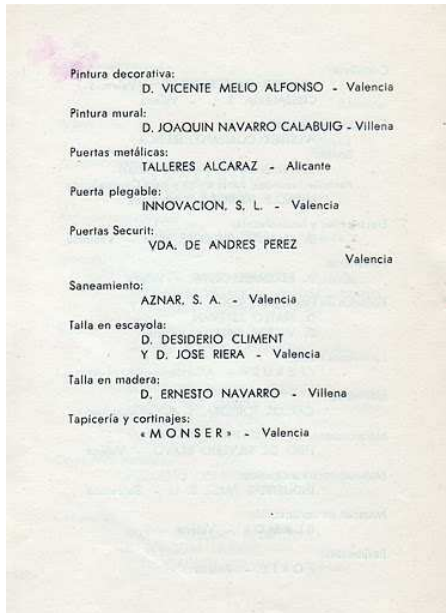 Pintura decorativa:
D. VICENTE MELIO ALFONSO - Valencia
Pintura mural:
D. JOAQUIN NAVARRO CALABUIG - Villena
Puertas metálicas:
TALLERES ALCARAZ - Alicante
Puerta plegable:
INNOVACION, S. L. - Valencia
Puertas Securit:
VDA. DE ANDRES PEREZ
Valencia
Saneamiento:
AZNAR, S. A. - Valencia
Talla en escayola:
D. DESIDERIO CLIMENT
Y D. JOSE RIERA - Valencia
Talla en madera:
D. ERNESTO NAVARRO - Villena
Tapicería y cortinajes:
«MONSER» - Valencia